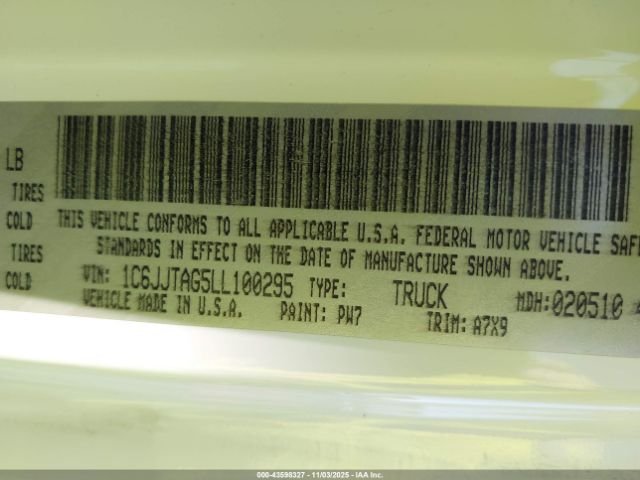 LB
TIRES
COLD THIS VEHICLE CONFORMS TO ALL APPLICABLE U.S.A. FEDERAL MOTOR VEHICLE SAFE
TIRES STANDARDS IN EFFECT ON THE DATE OF MANUFACTURE SHOWN ABOVE.
COLD VIN: 1C6JJTAG5LL100295 TYPE: TRUCK MDH:020510
VEHICLE MADE IN U.S.A. PAINT: PW7 TRIM: A7X9
000-43598327 - 11/03/2025 - IAA Inc.